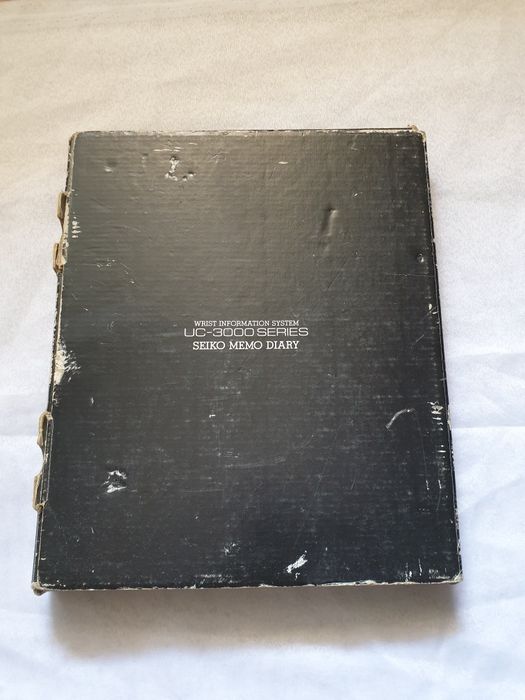 WRIST INFORMATION SYSTEM
UC-3000 SERIES
SEIKO MEMO DIARY